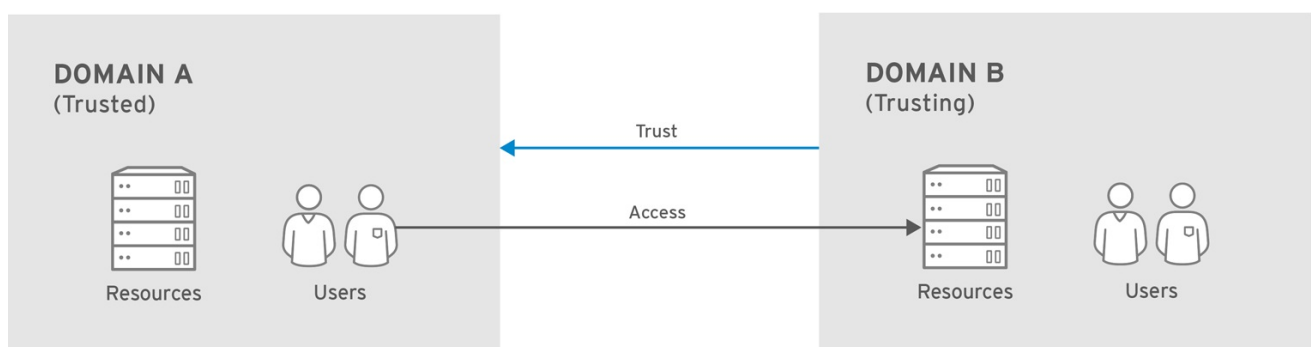 DOMAIN A
(Trusted)
Resources
Users
Trust
Access
DOMAIN B
(Trusting)
Resources
Users